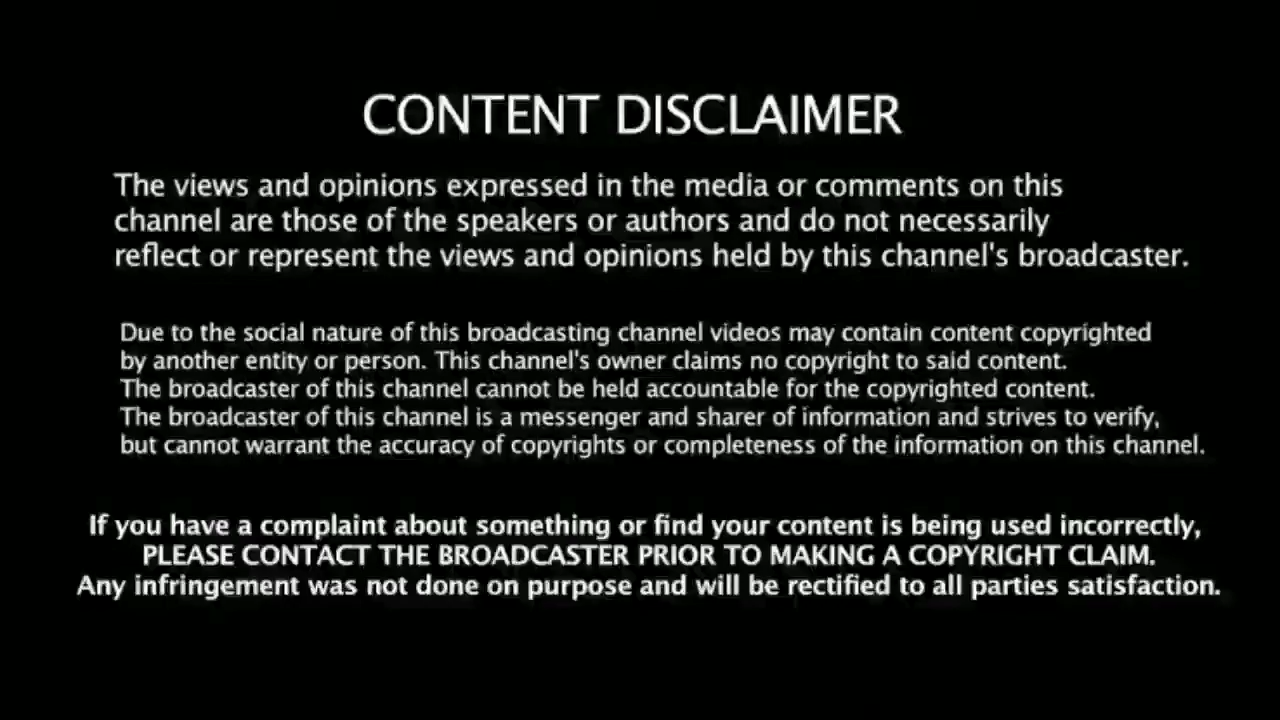 CONTENT DISCLAIMER
The views and opinions expressed in the media or comments on this
channel are those of the speakers or authors and do not necessarily
reflect or represent the views and opinions held by this channel's broadcaster.
Due to the social nature of this broadcasting channel videos may contain content copyrighted
by another entity or person. This channel's owner claims no copyright to said content.
The broadcaster of this channel cannot be held accountable for the copyrighted content.
The broadcaster of this channel is a messenger and sharer of information and strives to verify,
but cannot warrant the accuracy of copyrights or completeness of the information on this channel.
If you have a complaint about something or find your content is being used incorrectly,
PLEASE CONTACT THE BROADCASTER PRIOR TO MAKING A COPYRIGHT CLAIM.
Any infringement was not done on purpose and will be rectified to all parties satisfaction.